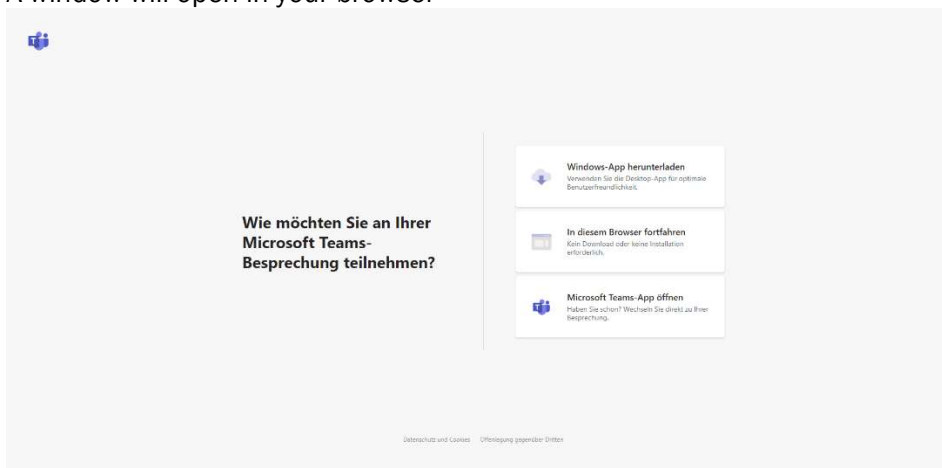 A window will open in your browser
Wie möchten Sie an Ihrer
Microsoft Teams-
Besprechung teilnehmen?
Windows-App herunterladen
Verwenden Sie die Desktop-App für optimale
Benutzerfreundlichkeit.
In diesem Browser fortfahren
Kein Download oder keine Installation
erforderlich.
Microsoft Teams-App öffnen
Haben Sie schon? Wechseln Sie direkt zu Ihrer
Besprechung.
Datenschutz und Cookies Offenlegung gegenüber Dritten